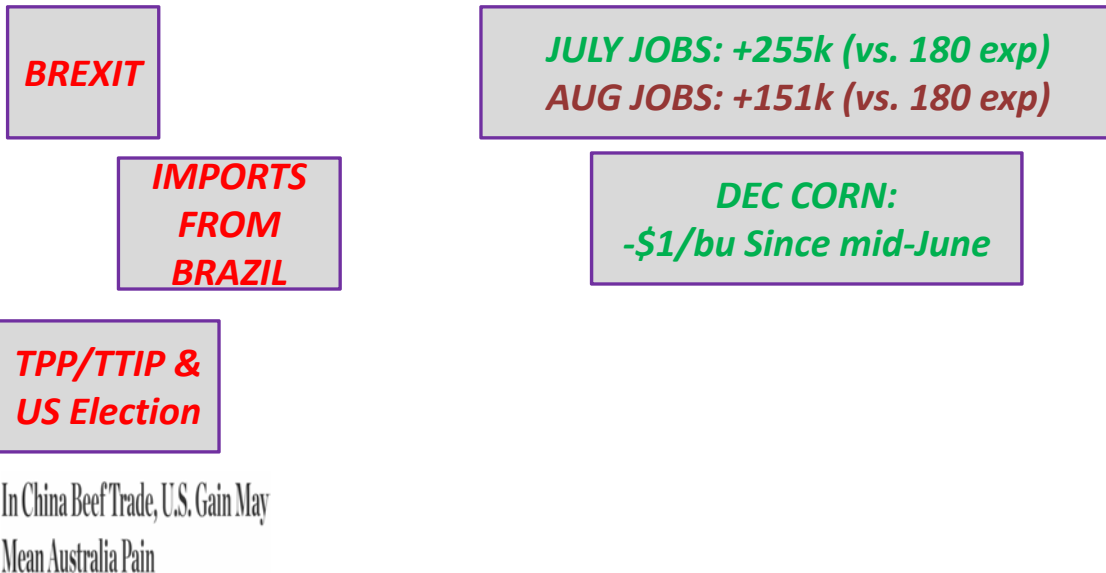 BREXIT
JULY JOBS: +255k (vs. 180 exp)
AUG JOBS: +151k (vs. 180 exp)
IMPORTS
FROM
BRAZIL
DEC CORN:
-$1/bu Since mid-June
TPP/TTIP &
US Election
In China Beef Trade, U.S. Gain May
Mean Australia Pain